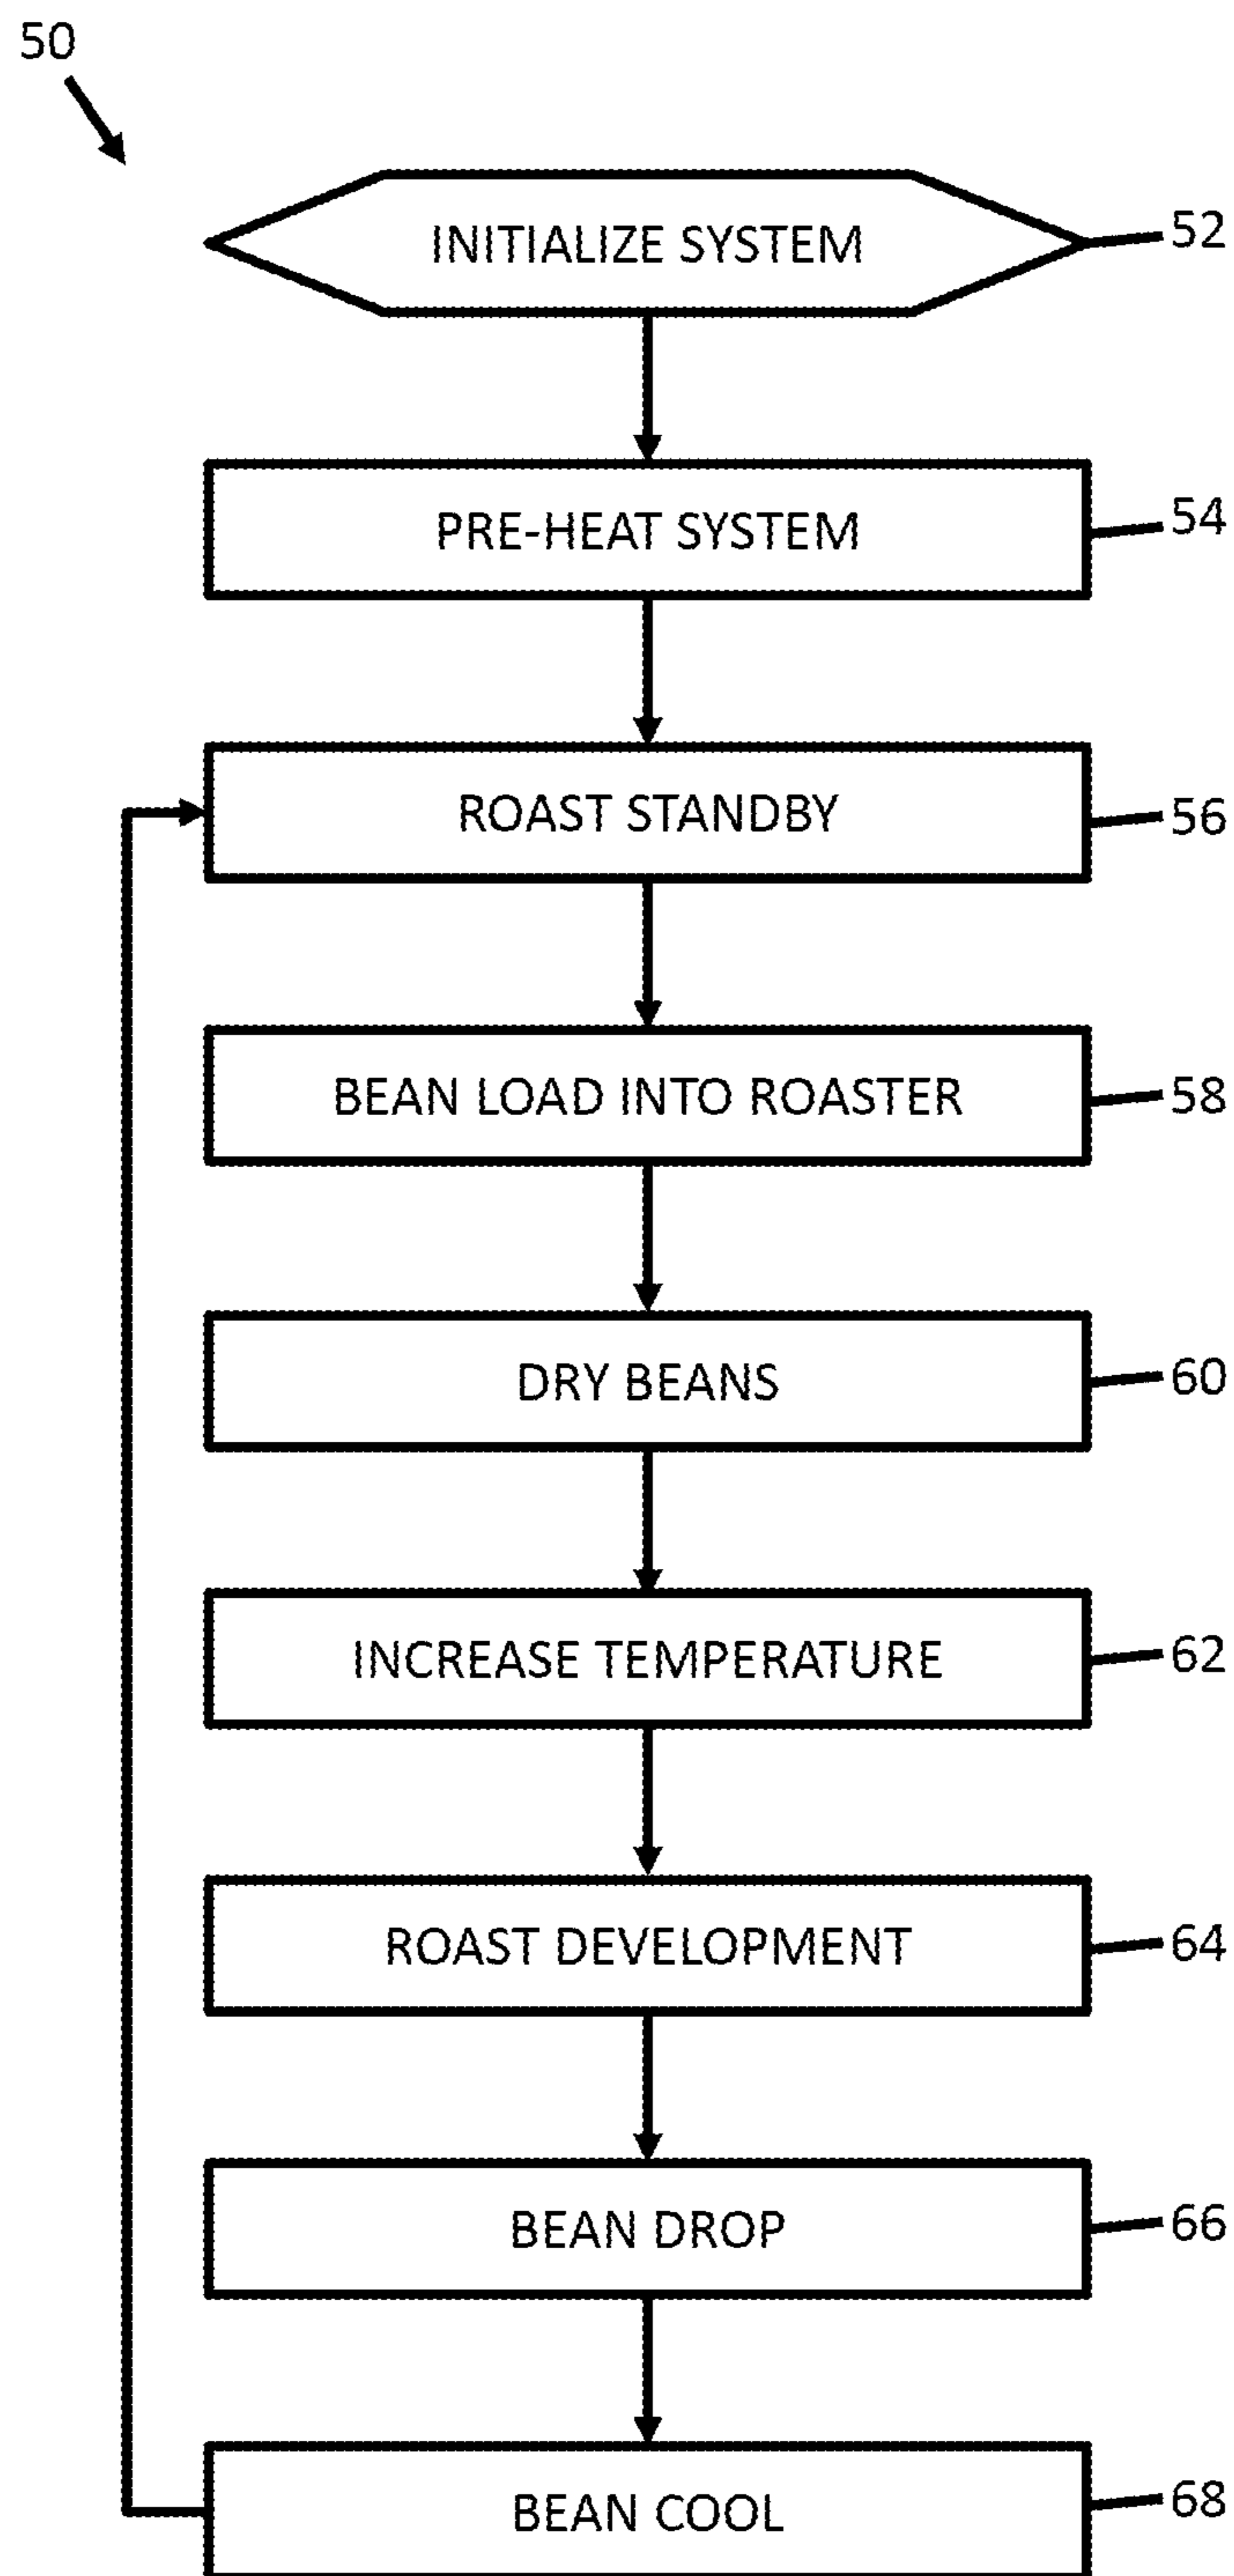 50
INITIALIZE SYSTEM 52
PRE-HEAT SYSTEM 54
ROAST STANDBY 56
BEAN LOAD INTO ROASTER 58
DRY BEANS 60
INCREASE TEMPERATURE 62
ROAST DEVELOPMENT 64
BEAN DROP 66
BEAN COOL 68